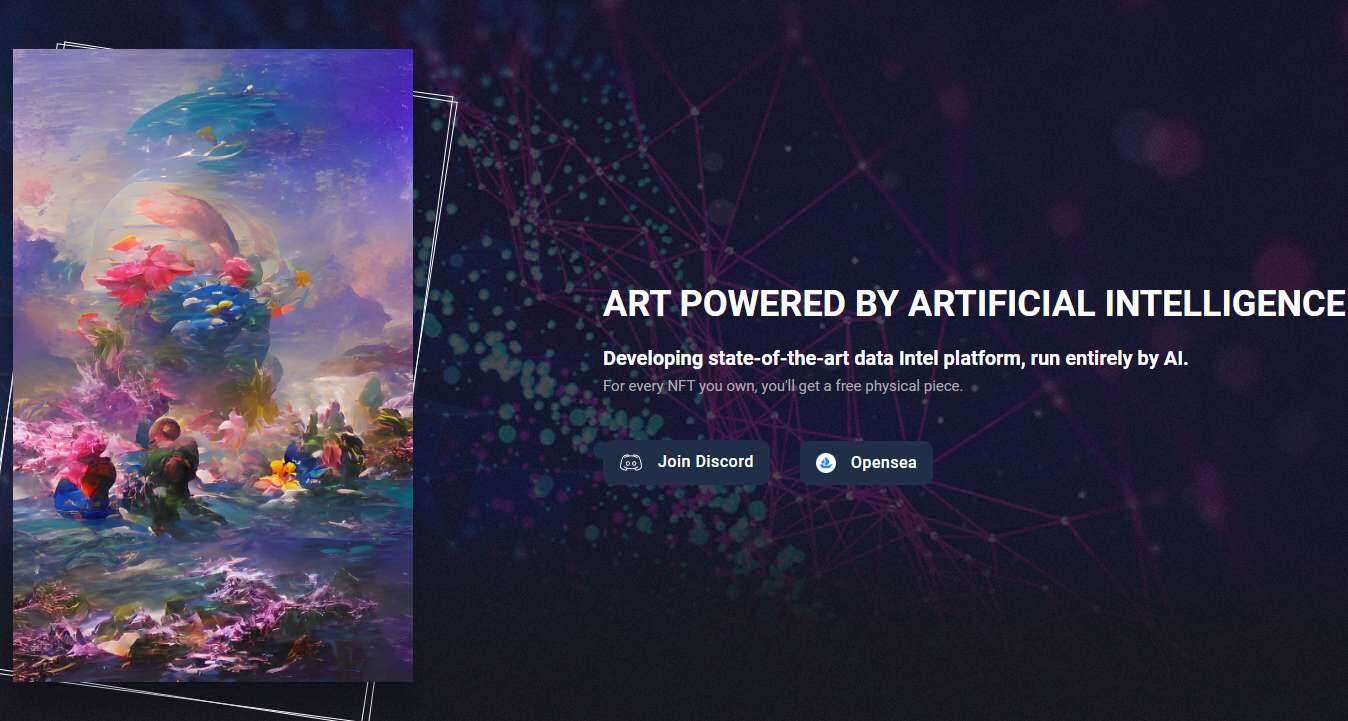 ART POWERED BY ARTIFICIAL INTELLIGENCE
Developing state-of-the-art data Intel platform, run entirely by AI.
For every NFT you own, you'll get a free physical piece.
Join Discord
Opensea